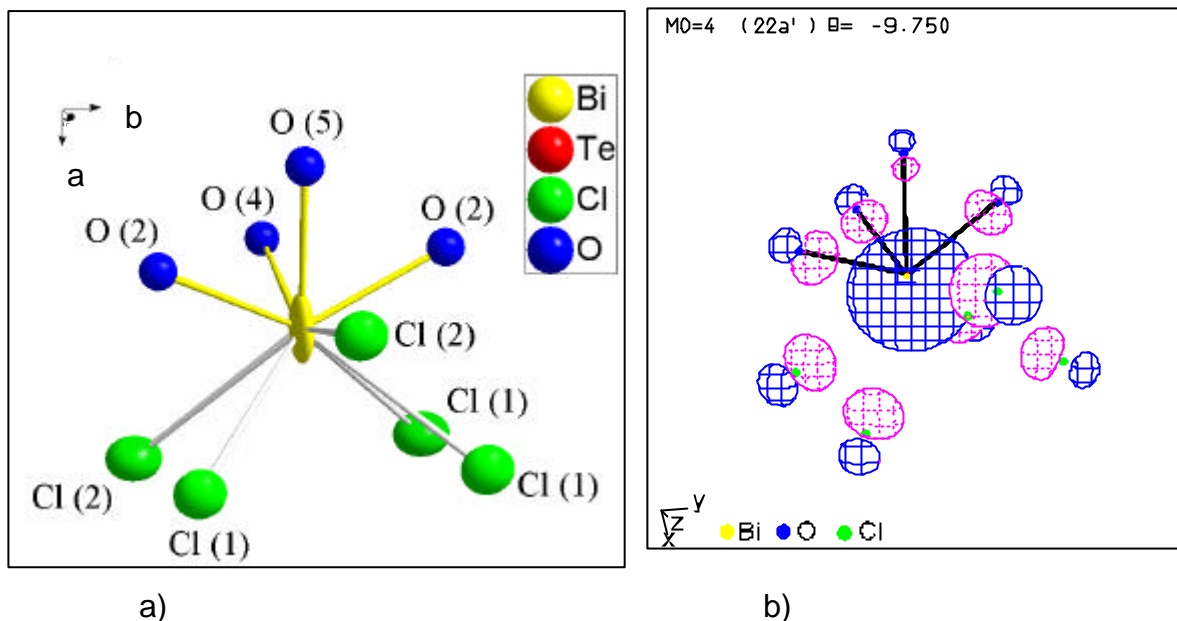 b
a
O (5)
O (4)
O (2)
O (2)
Cl (2)
Cl (1)
Cl (1)
Cl (2)
Cl (1)
Bi
Te
Cl
O
a)
MO=4 (22a') = -9.750
Y
Z
X
Bi O Cl
b)